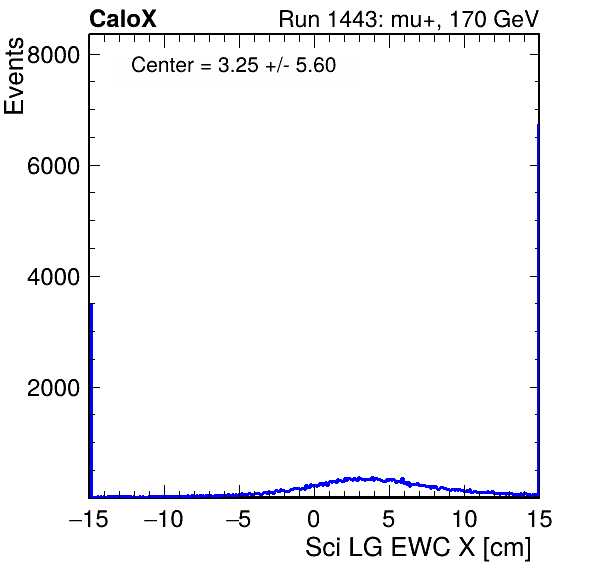 CaloX Run 1443: mu+, 170 GeV
Center = 3.25 +/- 5.60
Events
8000
6000
4000
2000
−15 −10 −5 0 5 10 15
Sci LG EWC X [cm]